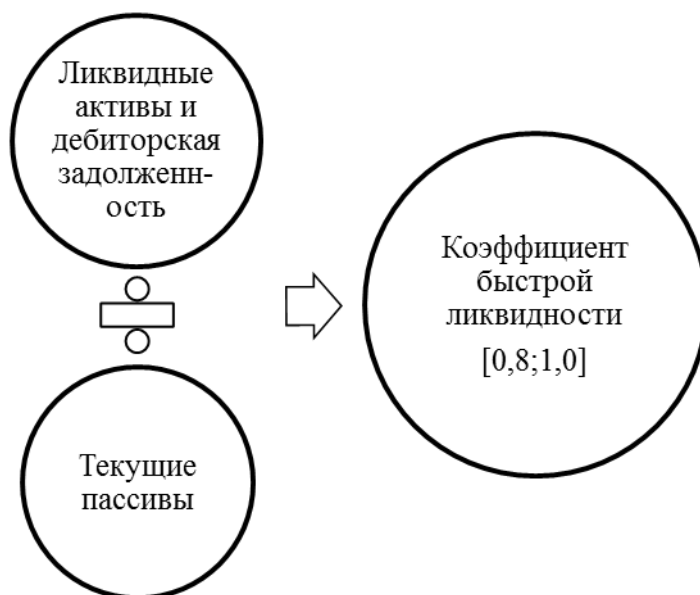 Ликвидные
активы и
дебиторская
задолженн-
ость
Текущие
пассивы
Коэффициент
быстрой
ликвидности
[0,8;1,0]